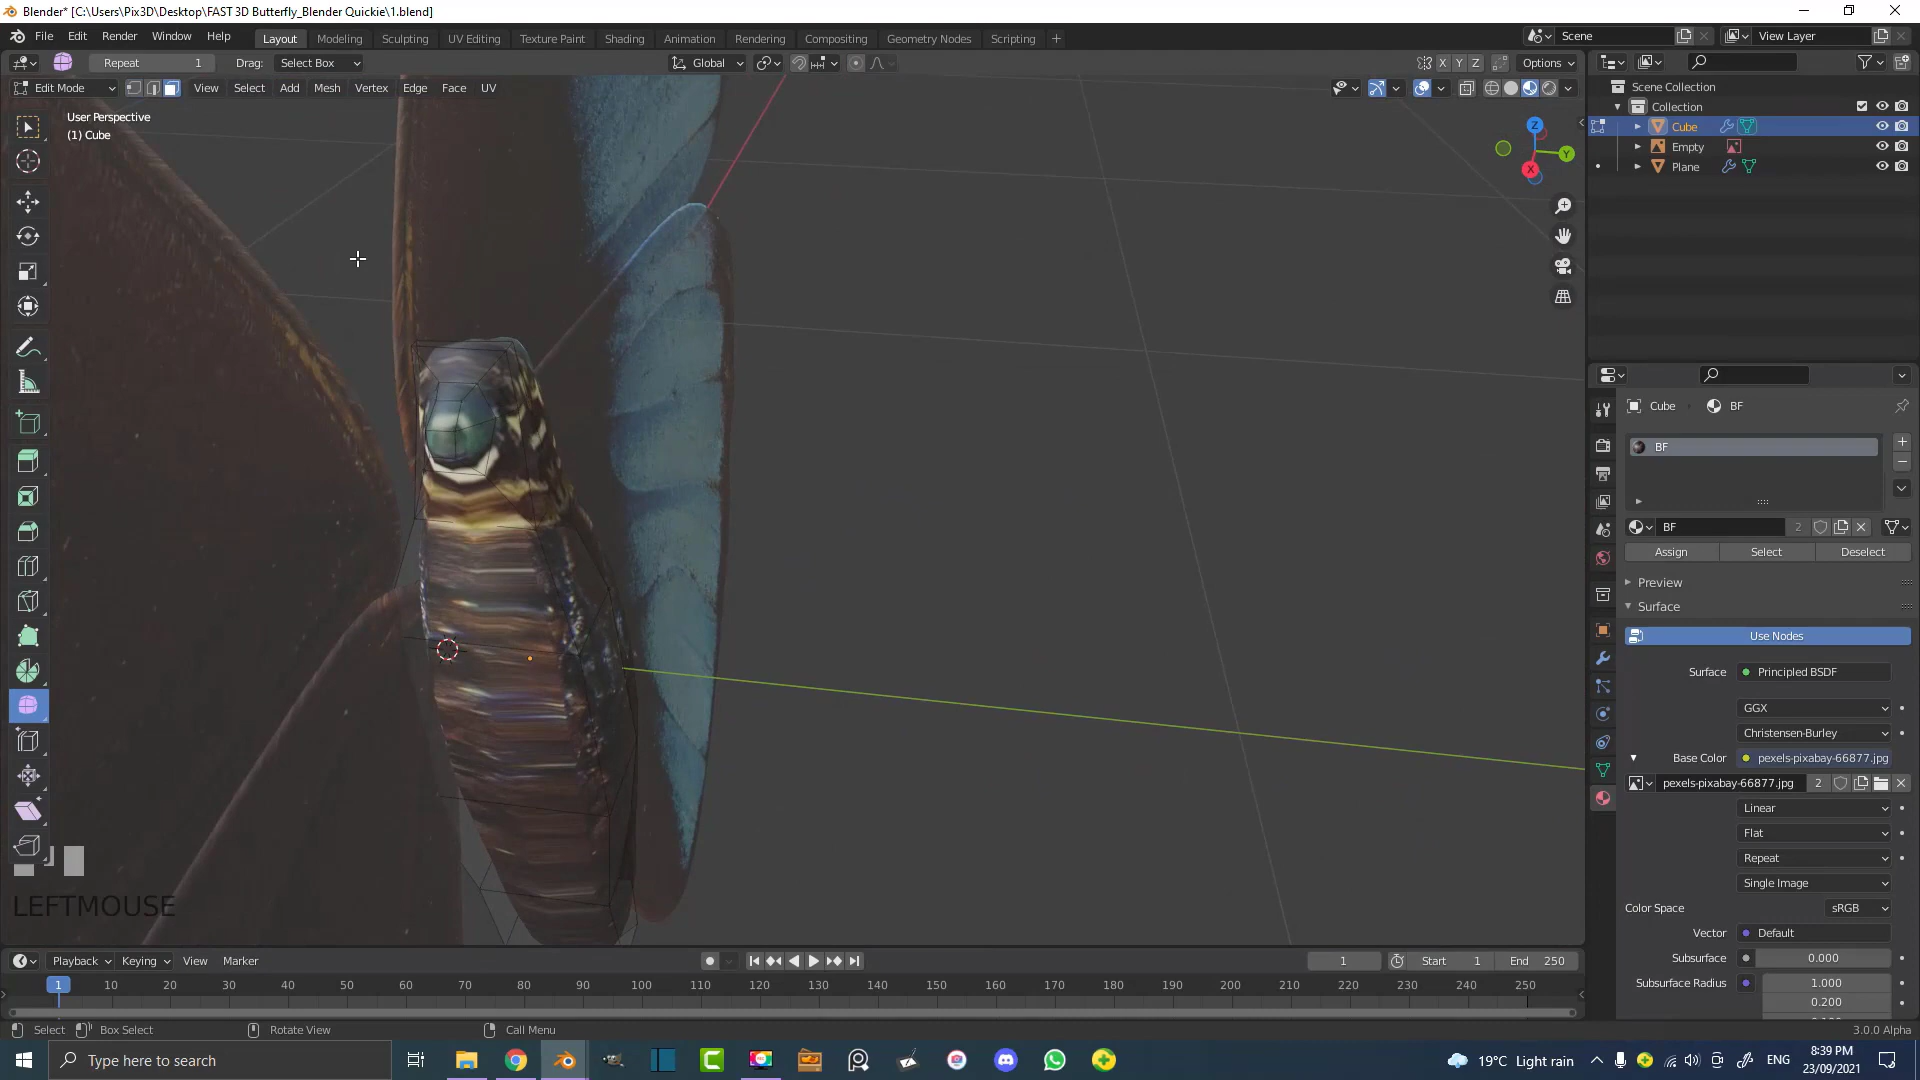 Blender* [C:\Users\Pix3D\Desktop\FAST 3D Butterfly_Blender Quickie\1.blend]
File Edit Render Window Help Layout Modeling Sculpting UV Editing Texture Paint Shading Animation Rendering Compositing Geometry Nodes Scripting + Scene View Layer
Repeat 1 Drag: Select Box Global X Y Z Options
Edit Mode View Select Add Mesh Vertex Edge Face UV
User Perspective
(1) Cube
Z
Y
X
LEFTMOUSE
Scene Collection
Collection
Cube
Empty
Plane
Cube BF
BF
BF 2
Assign Select Deselect
Preview
Surface
Use Nodes
Surface Principled BSDF
GGX
Christensen-Burley
Base Color pexels-pixabay-66877.jpg
pexels-pixabay-66877.jpg 2
Linear
Flat
Repeat
Single Image
Color Space sRGB
Vector Default
Subsurface 0.000
Subsurface Radius 1.000
0.200
Playback Keying View Marker 1 Start 1 End 250
1 10 20 30 40 50 60 70 80 90 100 110 120 130 140 150 160 170 180 190 200 210 220 230 240 250
Select Box Select Rotate View Call Menu 3.0.0 Alpha
Type here to search 19°C Light rain ENG 8:39 PM
23/09/2021